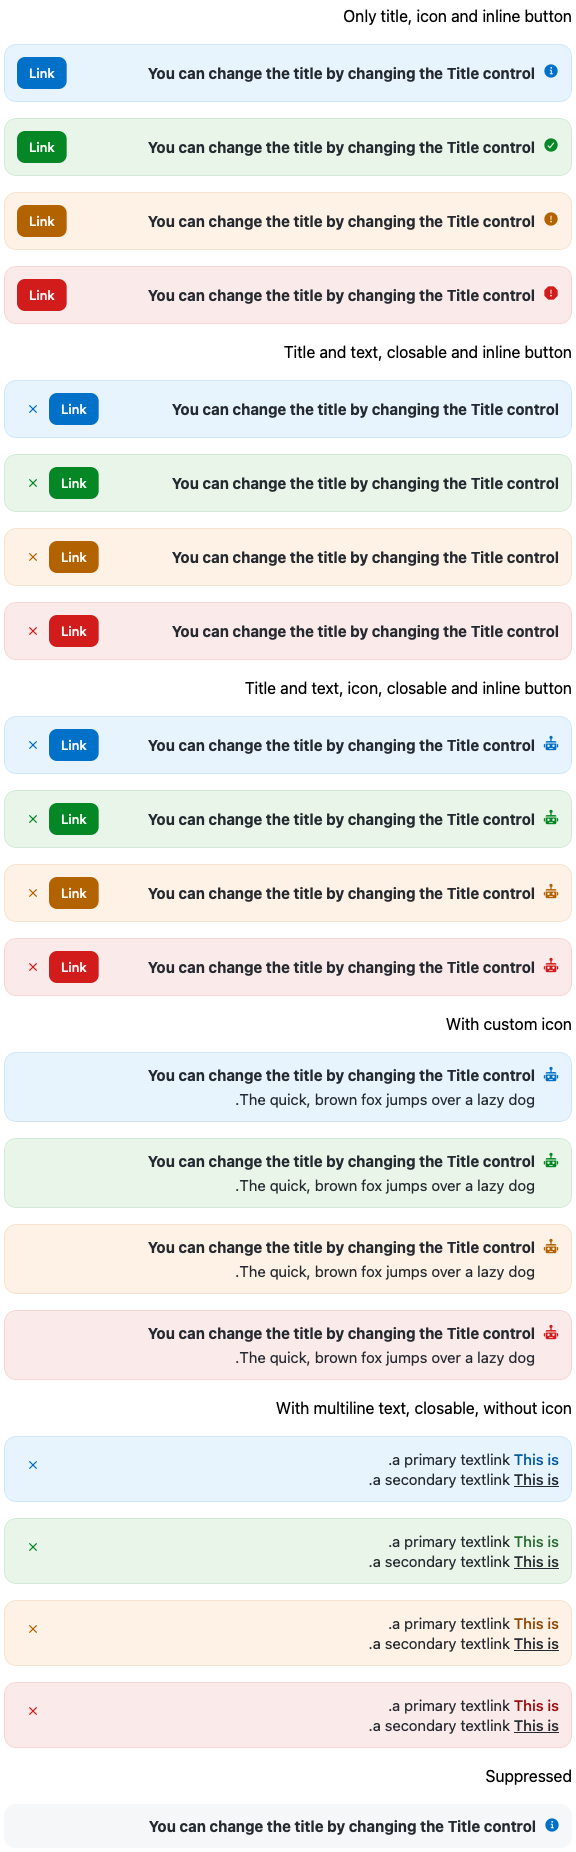 Only title, icon and inline button
You can change the title by changing the Title control Link
You can change the title by changing the Title control Link
You can change the title by changing the Title control Link
You can change the title by changing the Title control Link
Title and text, closable and inline button
You can change the title by changing the Title control Link
You can change the title by changing the Title control Link
You can change the title by changing the Title control Link
You can change the title by changing the Title control Link
Title and text, icon, closable and inline button
You can change the title by changing the Title control Link
You can change the title by changing the Title control Link
You can change the title by changing the Title control Link
You can change the title by changing the Title control Link
With custom icon
You can change the title by changing the Title control
.The quick, brown fox jumps over a lazy dog
You can change the title by changing the Title control
.The quick, brown fox jumps over a lazy dog
You can change the title by changing the Title control
.The quick, brown fox jumps over a lazy dog
You can change the title by changing the Title control
.The quick, brown fox jumps over a lazy dog
With multiline text, closable, without icon
.a primary textlink This is
.a secondary textlink This is
.a primary textlink This is
.a secondary textlink This is
.a primary textlink This is
.a secondary textlink This is
.a primary textlink This is
.a secondary textlink This is
Suppressed
You can change the title by changing the Title control